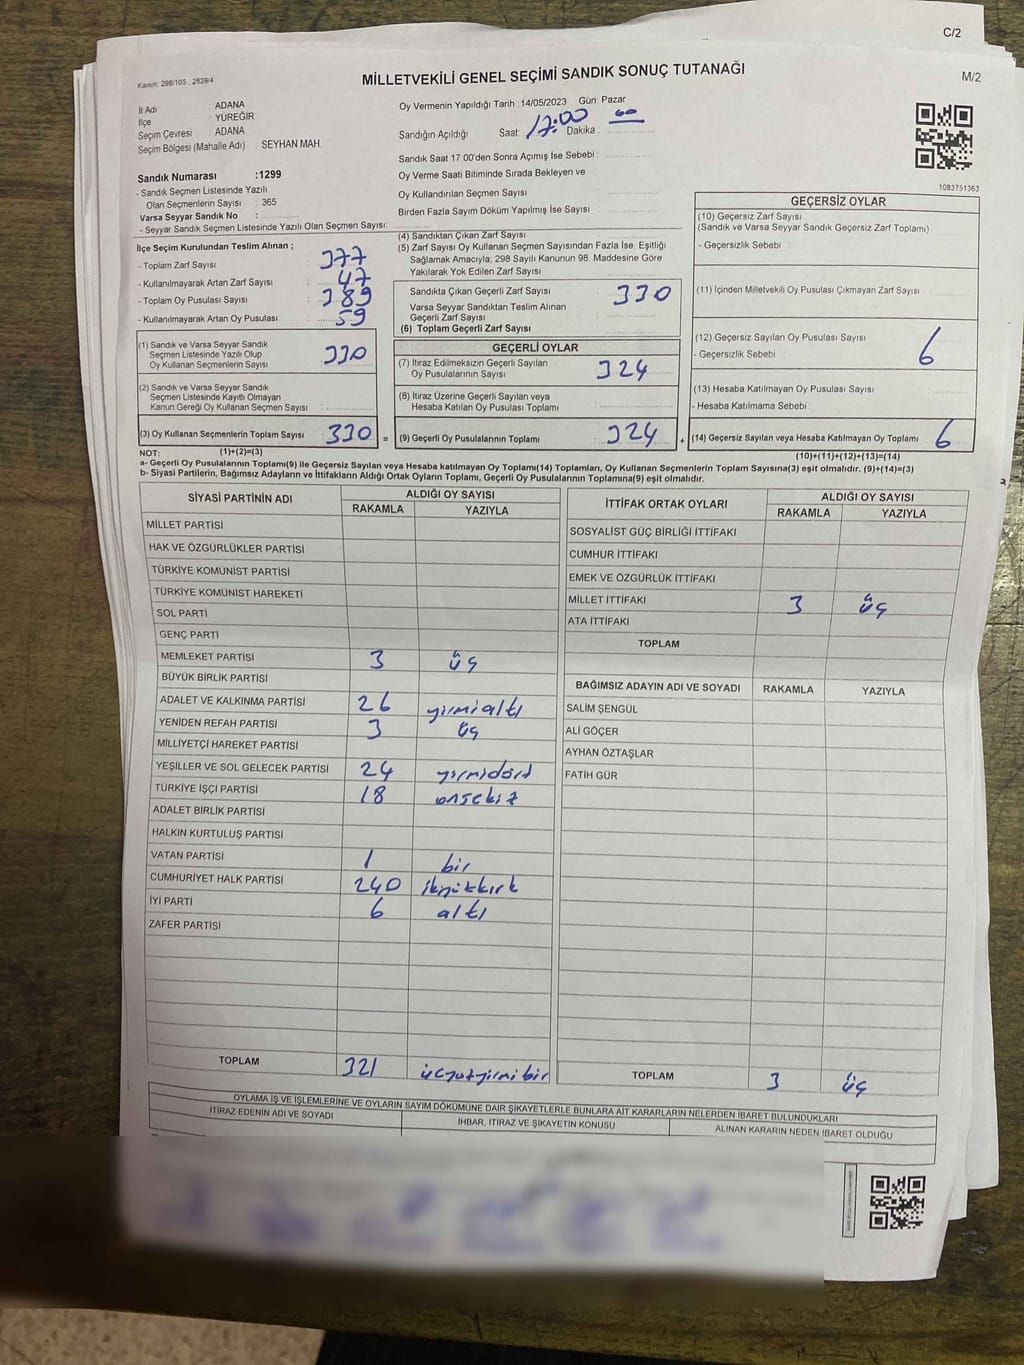 C/2
Kanun: 298/105 , 2839/4
MİLLETVEKİLİ GENEL SEÇİMİ SANDIK SONUÇ TUTANAĞI
M/2
İl Adı ADANA
İlçe : YÜREĞİR
Seçim Çevresi : ADANA
Seçim Bölgesi (Mahalle Adı) : SEYHAN MAH.
Sandık Numarası :1299
- Sandık Seçmen Listesinde Yazılı
Olan Seçmenlerin Sayısı : 365
Varsa Seyyar Sandık No :
- Seyyar Sandık Seçmen Listesinde Yazılı Olan Seçmen Sayısı:
Oy Vermenin Yapıldığı Tarih :14/05/2023 Gün: Pazar
Sandığın Açıldığı Saat: 17:00 Dakika : 00
Sandık Saat 17:00'den Sonra Açılmış İse Sebebi :
Oy Verme Saati Bitiminde Sırada Bekleyen ve
Oy Kullandırılan Seçmen Sayısı
Birden Fazla Sayım Döküm Yapılmış İse Sayısı :
1083751363
İlçe Seçim Kurulundan Teslim Alınan ;
- Toplam Zarf Sayısı : 377
- Kullanılmayarak Artan Zarf Sayısı : 47
- Toplam Oy Pusulası Sayısı : 389
- Kullanılmayarak Artan Oy Pusulası : 59
(1) Sandık ve Varsa Seyyar Sandık
Seçmen Listesinde Yazılı Olup
Oy Kullanan Seçmenlerin Sayısı : 330
(2) Sandık ve Varsa Seyyar Sandık
Seçmen Listesinde Kayıtlı Olmayan
Kanun Gereği Oy Kullanan Seçmen Sayısı :
(3) Oy Kullanan Seçmenlerin Toplam Sayısı 330 =
(4) Sandıktan Çıkan Zarf Sayısı :
(5) Zarf Sayısı Oy Kullanan Seçmen Sayısından Fazla İse, Eşitliği
Sağlamak Amacıyla; 298 Sayılı Kanunun 98. Maddesine Göre
Yakılarak Yok Edilen Zarf Sayısı :
Sandıkta Çıkan Geçerli Zarf Sayısı : 330
Varsa Seyyar Sandıktan Teslim Alınan
Geçerli Zarf Sayısı :
(6) Toplam Geçerli Zarf Sayısı :
GEÇERLİ OYLAR
(7) İtiraz Edilmeksizin Geçerli Sayılan
Oy Pusulalarının Sayısı : 324
(8) İtiraz Üzerine Geçerli Sayılan veya
Hesaba Katılan Oy Pusulası Toplamı :
(9) Geçerli Oy Pusulalarının Toplamı : 324 +
GEÇERSİZ OYLAR
(10) Geçersiz Zarf Sayısı :
(Sandık ve Varsa Seyyar Sandık Geçersiz Zarf Toplamı)
- Geçersizlik Sebebi :
(11) İçinden Milletvekili Oy Pusulası Çıkmayan Zarf Sayısı :
(12) Geçersiz Sayılan Oy Pusulası Sayısı : 6
- Geçersizlik Sebebi :
(13) Hesaba Katılmayan Oy Pusulası Sayısı
- Hesaba Katılmama Sebebi :
(14) Geçersiz Sayılan veya Hesaba Katılmayan Oy Toplamı 6
NOT: (1)+(2)=(3)
(10)+(11)+(12)+(13)=(14)
a- Geçerli Oy Pusulalarının Toplamı(9) ile Geçersiz Sayılan veya Hesaba katılmayan Oy Toplamı(14) Toplamları, Oy Kullanan Seçmenlerin Toplam Sayısına(3) eşit olmalıdır. (9)+(14)=(3)
b- Siyasi Partilerin, Bağımsız Adayların ve İttifakların Aldığı Ortak Oyların Toplamı, Geçerli Oy Pusulalarının Toplamına(9) eşit olmalıdır.
SİYASİ PARTİNİN ADI ALDIĞI OY SAYISI
RAKAMLA YAZIYLA
MİLLET PARTİSİ
HAK VE ÖZGÜRLÜKLER PARTİSİ
TÜRKİYE KOMÜNİST PARTİSİ
TÜRKİYE KOMÜNİST HAREKETİ
SOL PARTİ
GENÇ PARTİ
MEMLEKET PARTİSİ 3 üç
BÜYÜK BİRLİK PARTİSİ
ADALET VE KALKINMA PARTİSİ 26 yirmialtı
YENİDEN REFAH PARTİSİ 3 üç
MİLLİYETÇİ HAREKET PARTİSİ
YEŞİLLER VE SOL GELECEK PARTİSİ 24 yirmidört
TÜRKİYE İŞÇİ PARTİSİ 18 onsekiz
ADALET BİRLİK PARTİSİ
HALKIN KURTULUŞ PARTİSİ
VATAN PARTİSİ 1 bir
CUMHURİYET HALK PARTİSİ 240 ikiyüzkırk
İYİ PARTİ 6 altı
ZAFER PARTİSİ
TOPLAM 321 üçyüzyirmibir
İTTİFAK ORTAK OYLARI ALDIĞI OY SAYISI
RAKAMLA YAZIYLA
SOSYALİST GÜÇ BİRLİĞİ İTTİFAKI
CUMHUR İTTİFAKI
EMEK VE ÖZGÜRLÜK İTTİFAKI
MİLLET İTTİFAKI 3 üç
ATA İTTİFAKI
TOPLAM
BAĞIMSIZ ADAYIN ADI VE SOYADI RAKAMLA YAZIYLA
SALİM ŞENGÜL
ALİ GÖÇER
AYHAN ÖZTAŞLAR
FATİH GÜR
TOPLAM 3 üç
OYLAMA İŞ VE İŞLEMLERİNE VE OYLARIN SAYIM DÖKÜMÜNE DAİR ŞİKAYETLERLE BUNLARA AİT KARARLARIN NELERDEN İBARET BULUNDUKLARI
İTİRAZ EDENİN ADI VE SOYADI İHBAR, İTİRAZ VE ŞİKAYETİN KONUSU ALINAN KARARIN NEDEN İBARET OLDUĞU